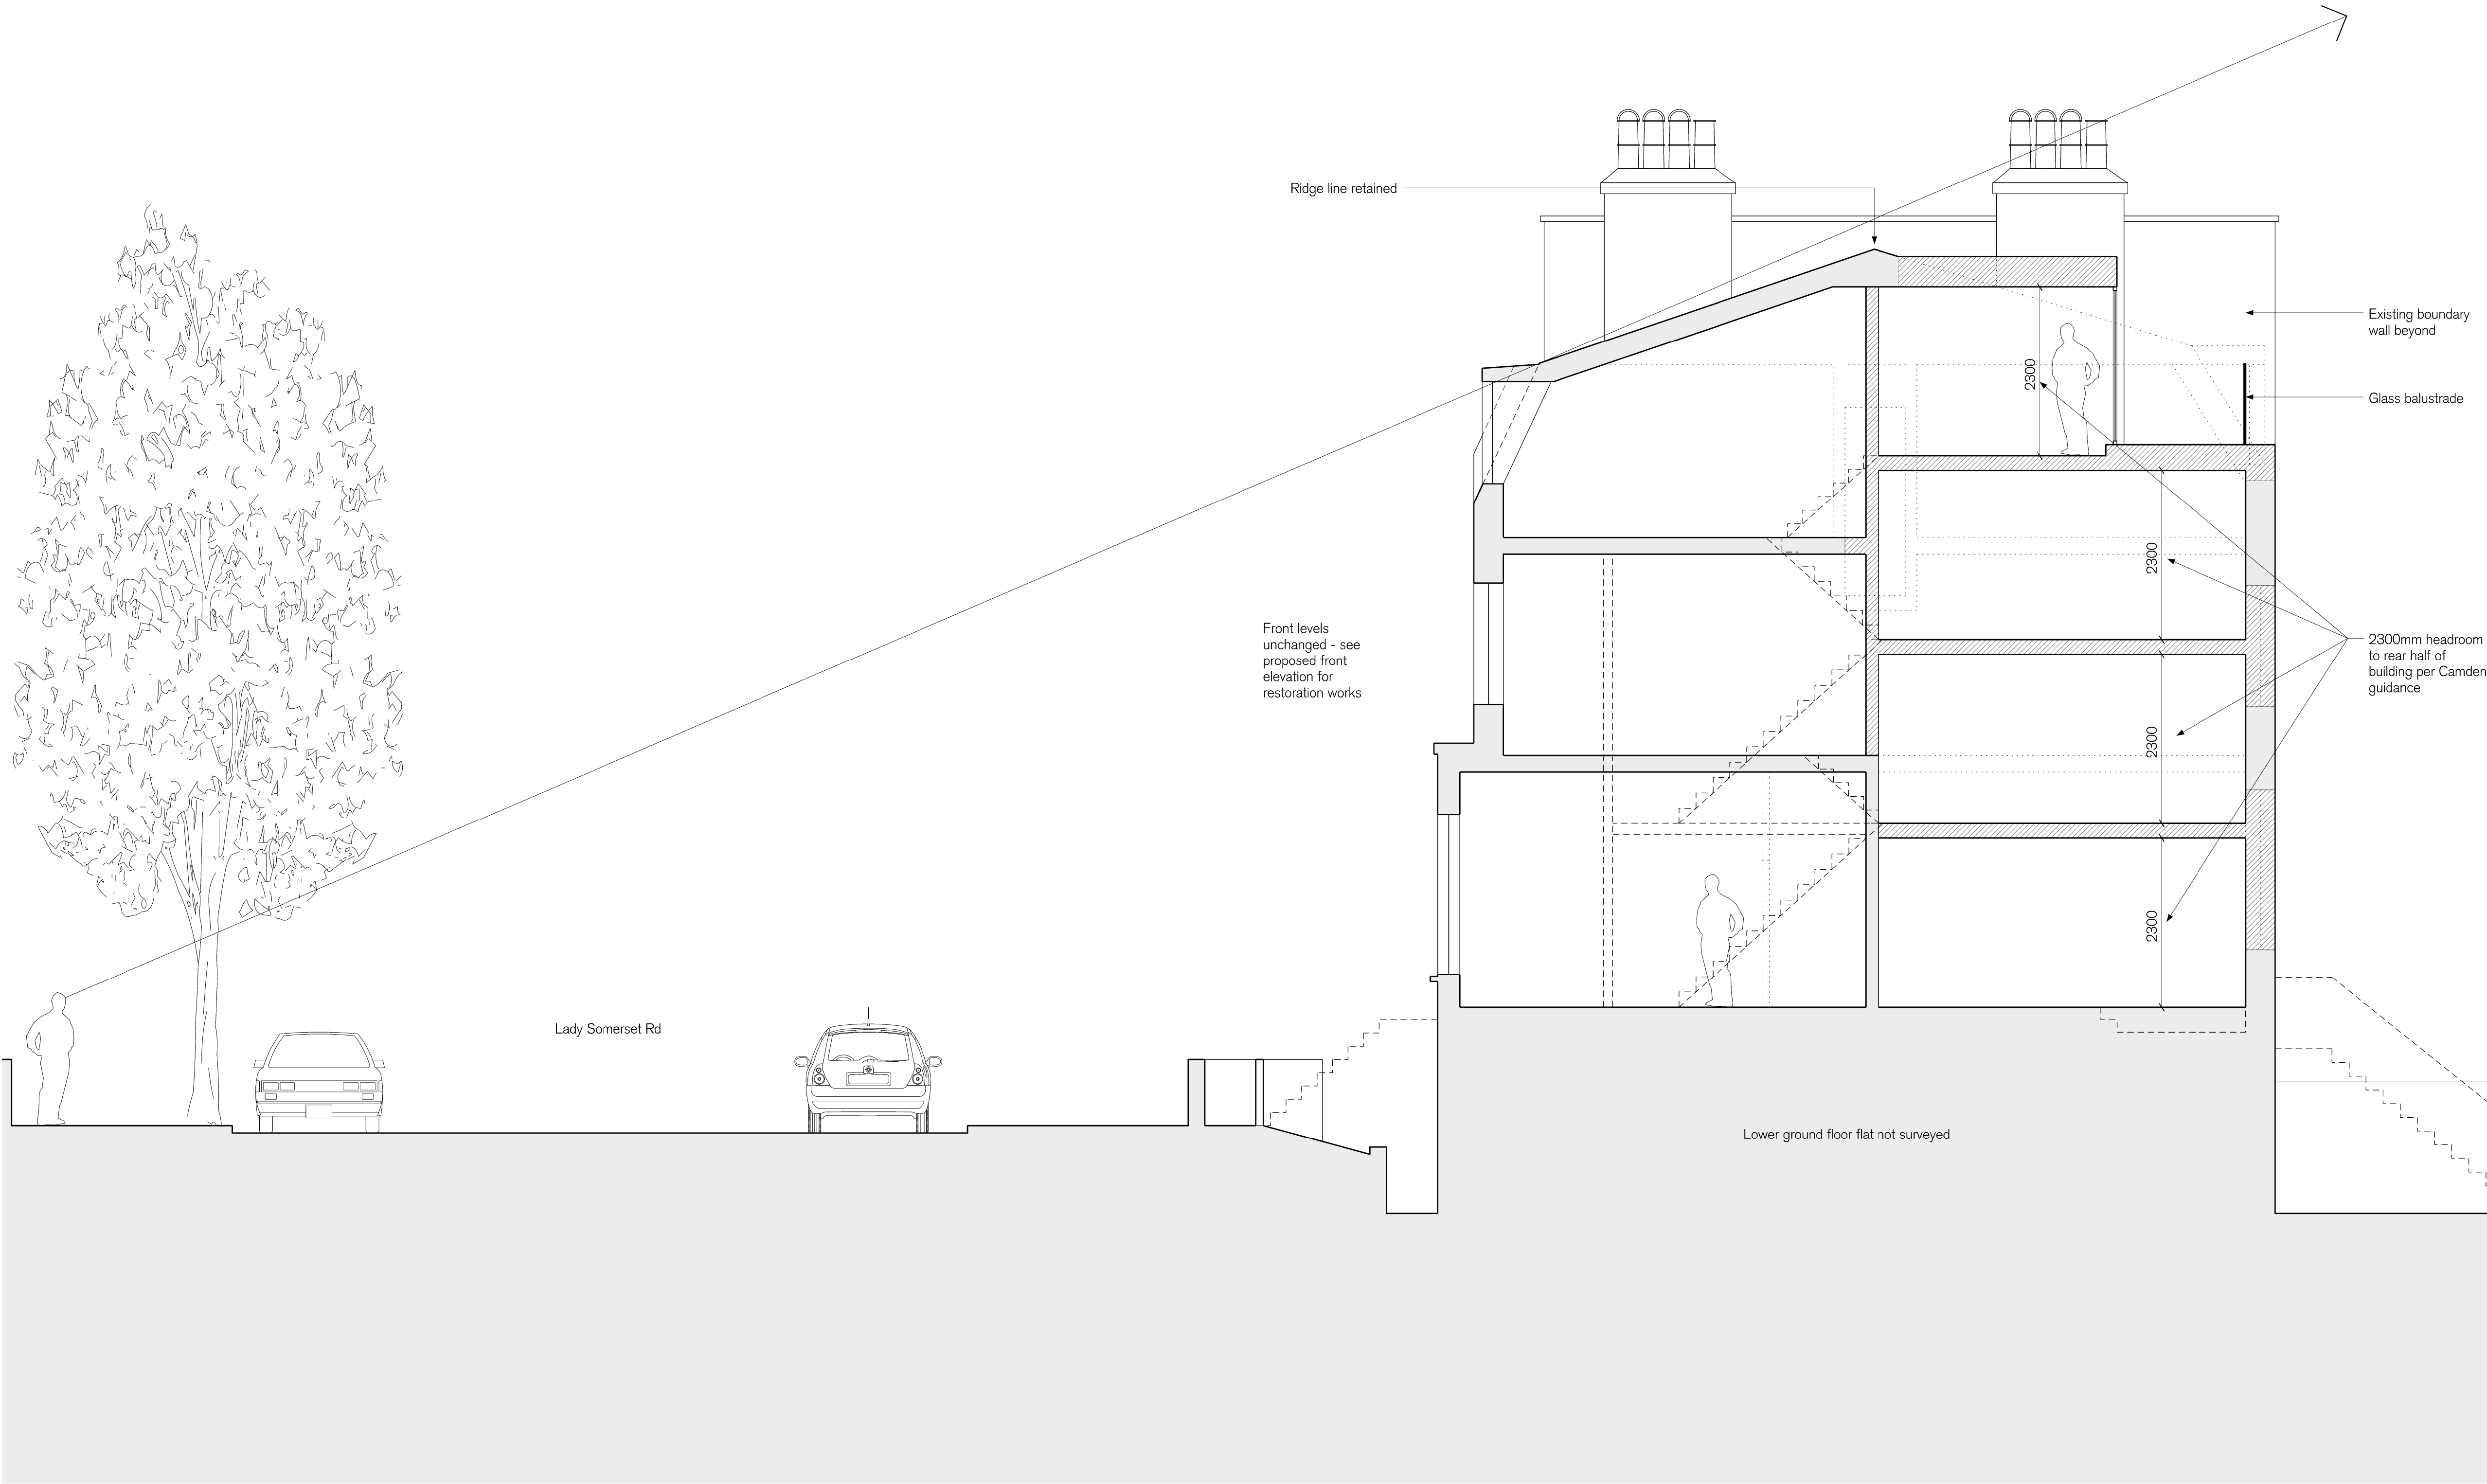 Ridge line retained
Existing boundary
wall beyond
Glass balustrade
2300
2300
Front levels
unchanged - see
proposed front
elevation for
restoration works
2300mm headroom
to rear half of
building per Camden
guidance
2300
2300
Lady Somerset Rd
Lower ground floor flat not surveyed